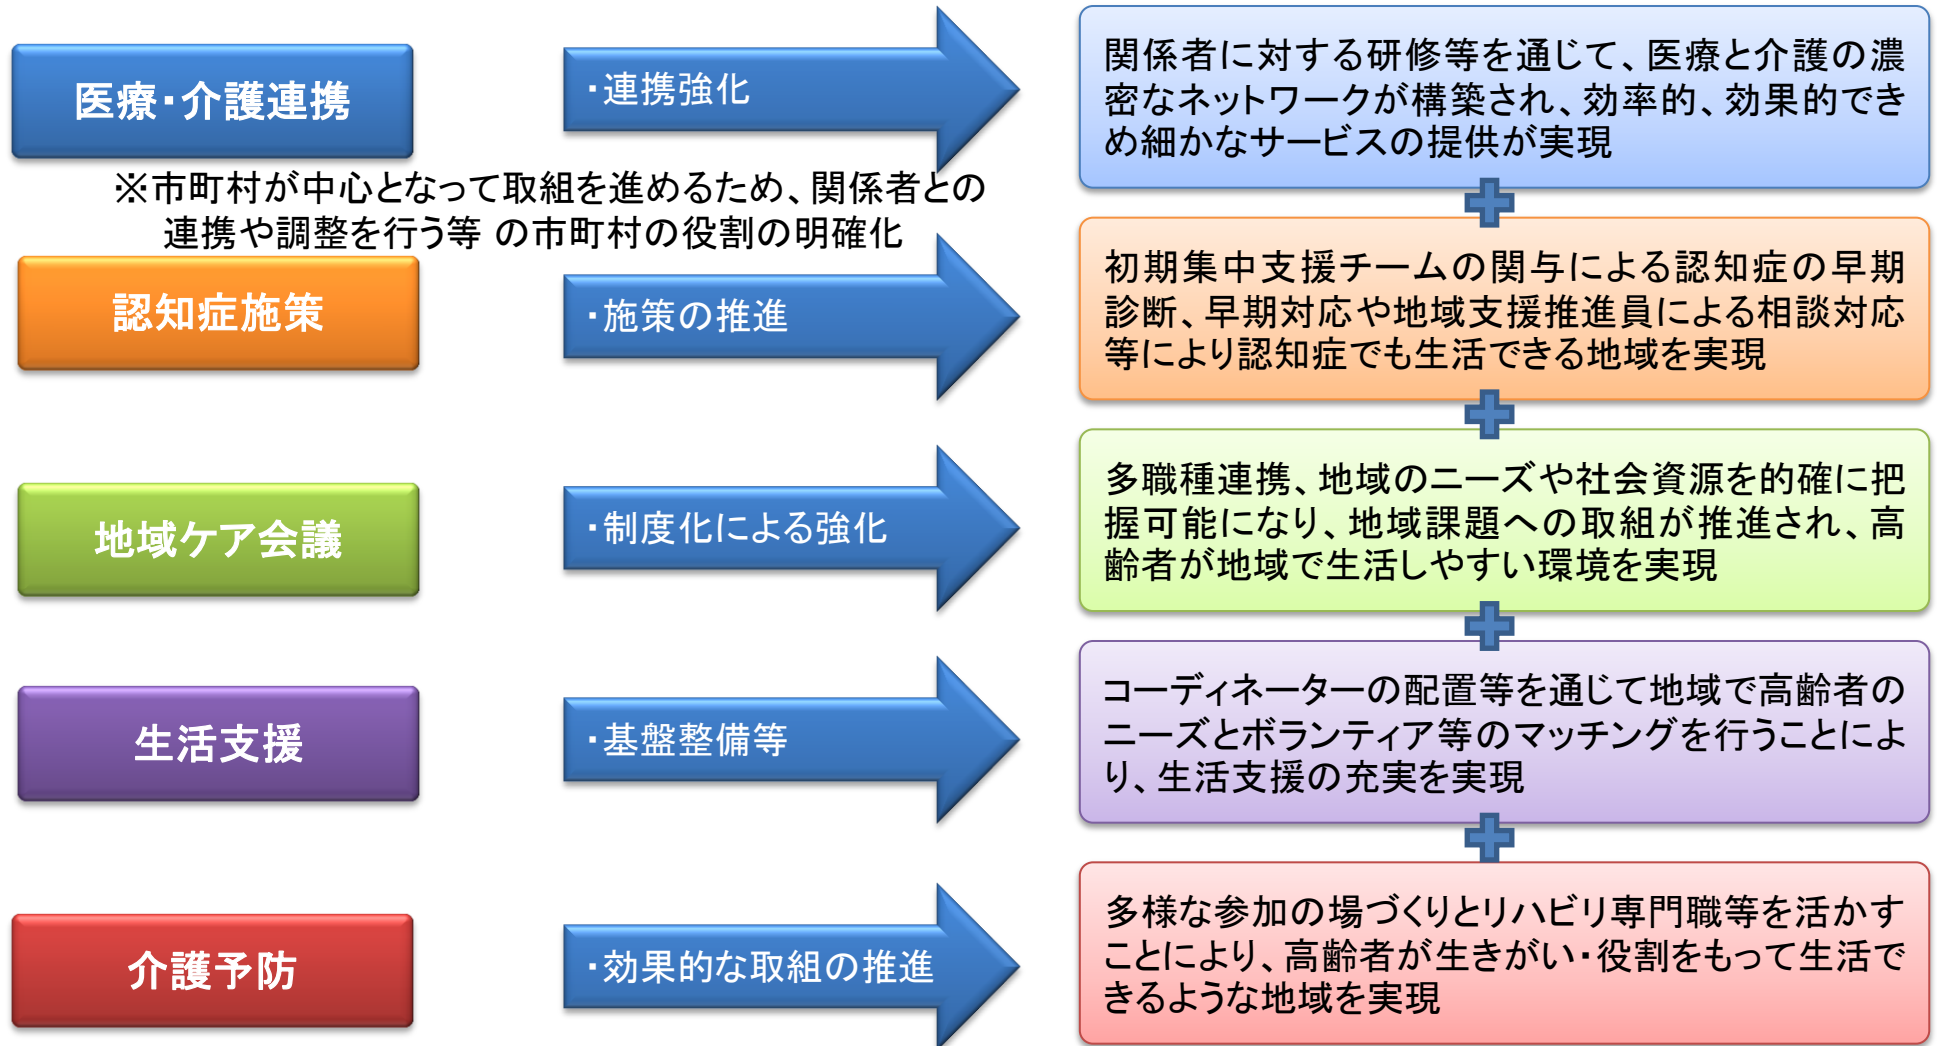 医療・介護連携
・連携強化
関係者に対する研修等を通じて、医療と介護の濃
密なネットワークが構築され、効率的、効果的でき
め細かなサービスの提供が実現
※市町村が中心となって取組を進めるため、関係者との
連携や調整を行う等 の市町村の役割の明確化
認知症施策
・施策の推進
初期集中支援チームの関与による認知症の早期
診断、早期対応や地域支援推進員による相談対応
等により認知症でも生活できる地域を実現
地域ケア会議
・制度化による強化
多職種連携、地域のニーズや社会資源を的確に把
握可能になり、地域課題への取組が推進され、高
齢者が地域で生活しやすい環境を実現
生活支援
・基盤整備等
コーディネーターの配置等を通じて地域で高齢者の
ニーズとボランティア等のマッチングを行うことによ
り、生活支援の充実を実現
介護予防
・効果的な取組の推進
多様な参加の場づくりとリハビリ専門職等を活かす
ことにより、高齢者が生きがい・役割をもって生活で
きるような地域を実現